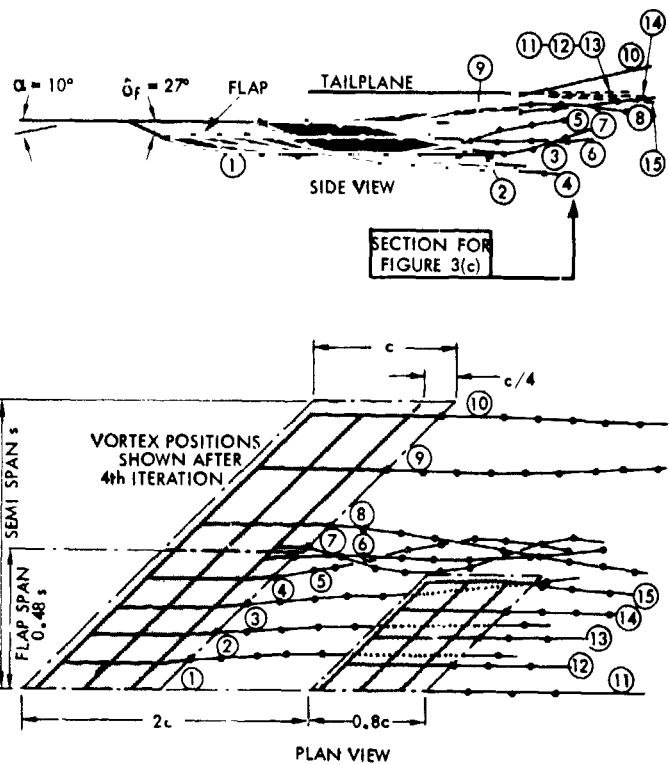 α = 10°
δ_F = 27°
FLAP
TAILPLANE
⑨
⑪-⑫-⑬
⑩
⑭
⑤
⑦
⑧
①
③
⑥
②
④
⑮
SIDE VIEW
SECTION FOR
FIGURE 3(c)
c
c/4
SEMI SPAN s
FLAP SPAN
0.48 s
VORTEX POSITIONS
SHOWN AFTER
4th ITERATION
⑩
⑨
⑧
⑦
⑥
④
⑤
③
②
①
⑮
⑭
⑬
⑫
⑪
2c
0.8c
PLAN VIEW